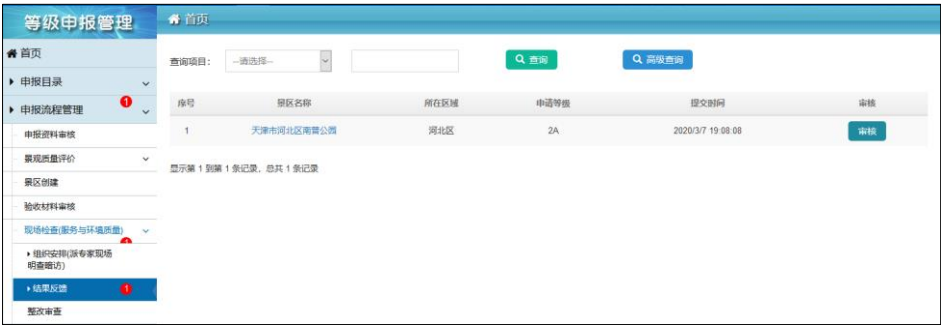 等级申报管理
首页
首页
申报目录
申报流程管理 1
申报资料审核
景观质量评价
景区创建
验收材料审核
现场检查(服务与环境质量)
组织安排(派专家现场
明查暗访)
结果反馈 1
整改审查
查询项目: --请选择-- 查询 高级查询
序号 景区名称 所在区域 申请等级 提交时间 审核
1 天津市河北区南普公园 河北区 2A 2020/3/7 19:08:08 审核
显示第 1 到第 1 条记录，总共 1 条记录